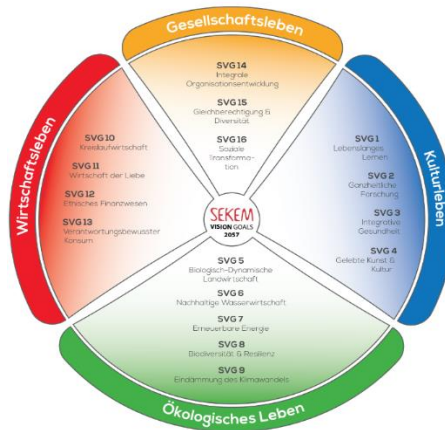 Gesellschaftsleben
SVG 14
Integrale
Organisationsentwicklung
SVG 15
Gleichberechtigung &
Diversität
SVG 16
Soziale
Transforma-
tion
Kulturleben
SVG 1
Lebenslanges
Lernen
SVG 2
Ganzheitliche
Forschung
SVG 3
Integrative
Gesundheit
SVG 4
Gelebte Kunst &
Kultur
Wirtschaftsleben
SVG 10
Kreislaufwirtschaft
SVG 11
Wirtschaft der Liebe
SVG 12
Ethisches Finanzwesen
SVG 13
Verantwortungsbewusster
Konsum
SEKEM
VISION GOALS
2057
SVG 5
Biologisch-Dynamische
Landwirtschaft
SVG 6
Nachhaltige Wasserwirtschaft
SVG 7
Erneuerbare Energie
SVG 8
Biodiversität & Resilienz
SVG 9
Eindämmung des Klimawandels
Ökologisches Leben